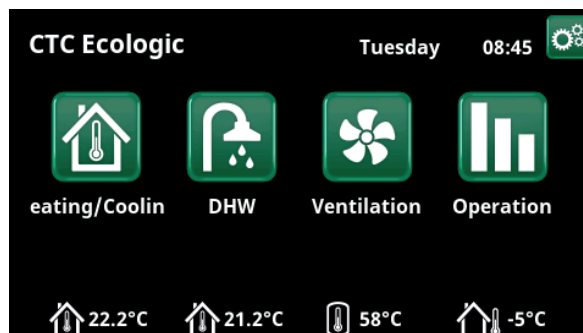 CTC Ecologic Tuesday 08:45
eating/Coolin DHW Ventilation Operation
22.2°C 21.2°C 58°C -5°C